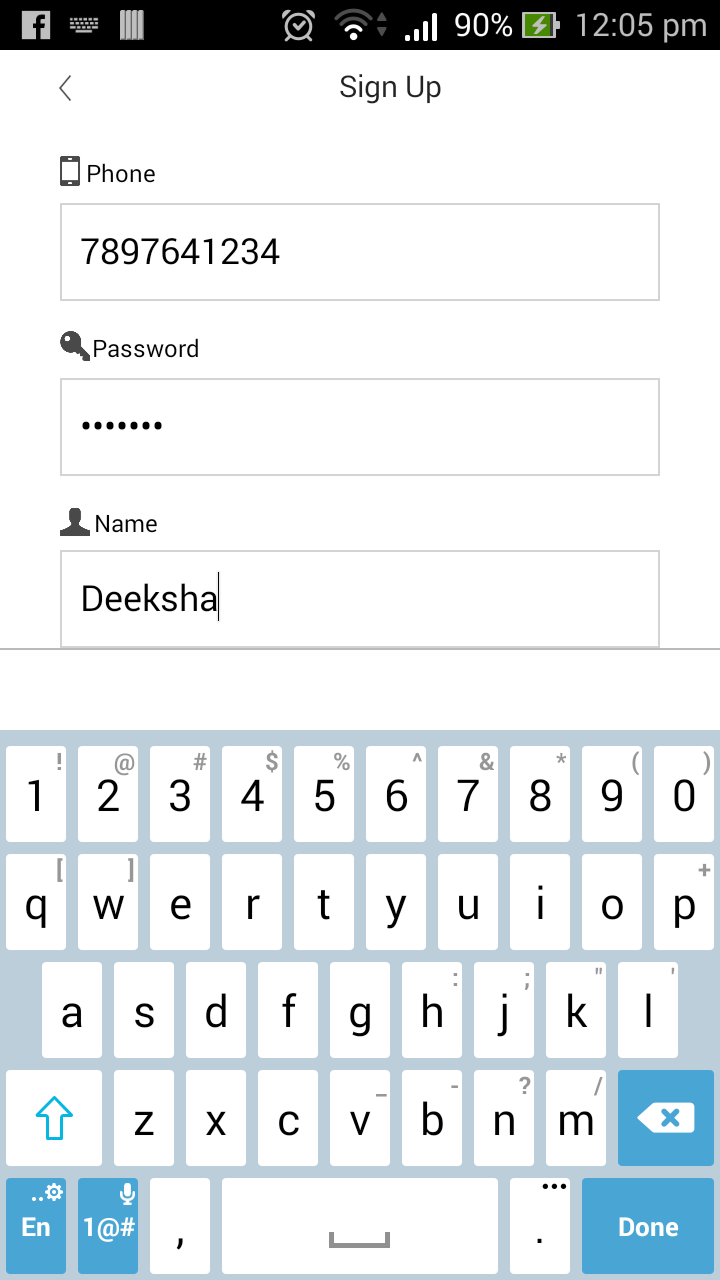 90% 12:05 pm
Sign Up
Phone
7897641234
Password
•••••••
Name
Deeksha
! @ # $ % ^ & * ( )
1 2 3 4 5 6 7 8 9 0
[ ] +
q w e r t y u i o p
: ; " '
a s d f g h j k l
_ - ? /
z x c v b n m
.. ...
En 1@# , . Done